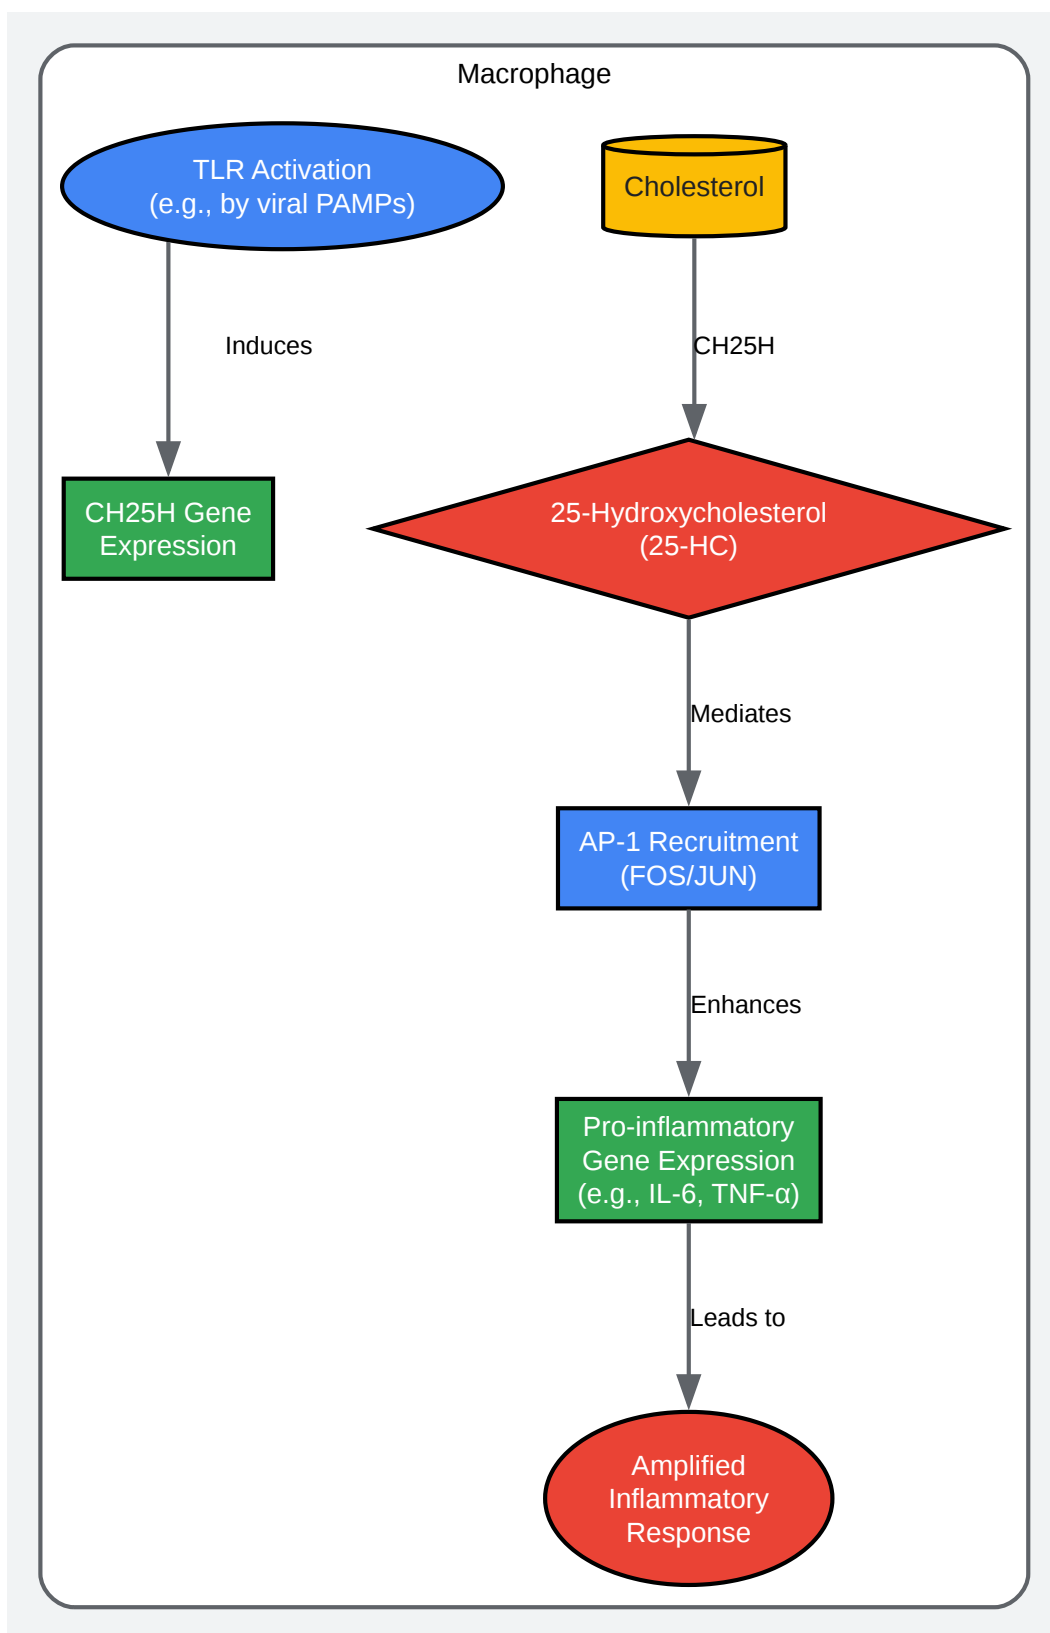 Macrophage
TLR Activation
(e.g., by viral PAMPs)
Cholesterol
Induces
CH25H
CH25H Gene
Expression
25-Hydroxycholesterol
(25-HC)
Mediates
AP-1 Recruitment
(FOS/JUN)
Enhances
Pro-inflammatory
Gene Expression
(e.g., IL-6, TNF-α)
Leads to
Amplified
Inflammatory
Response